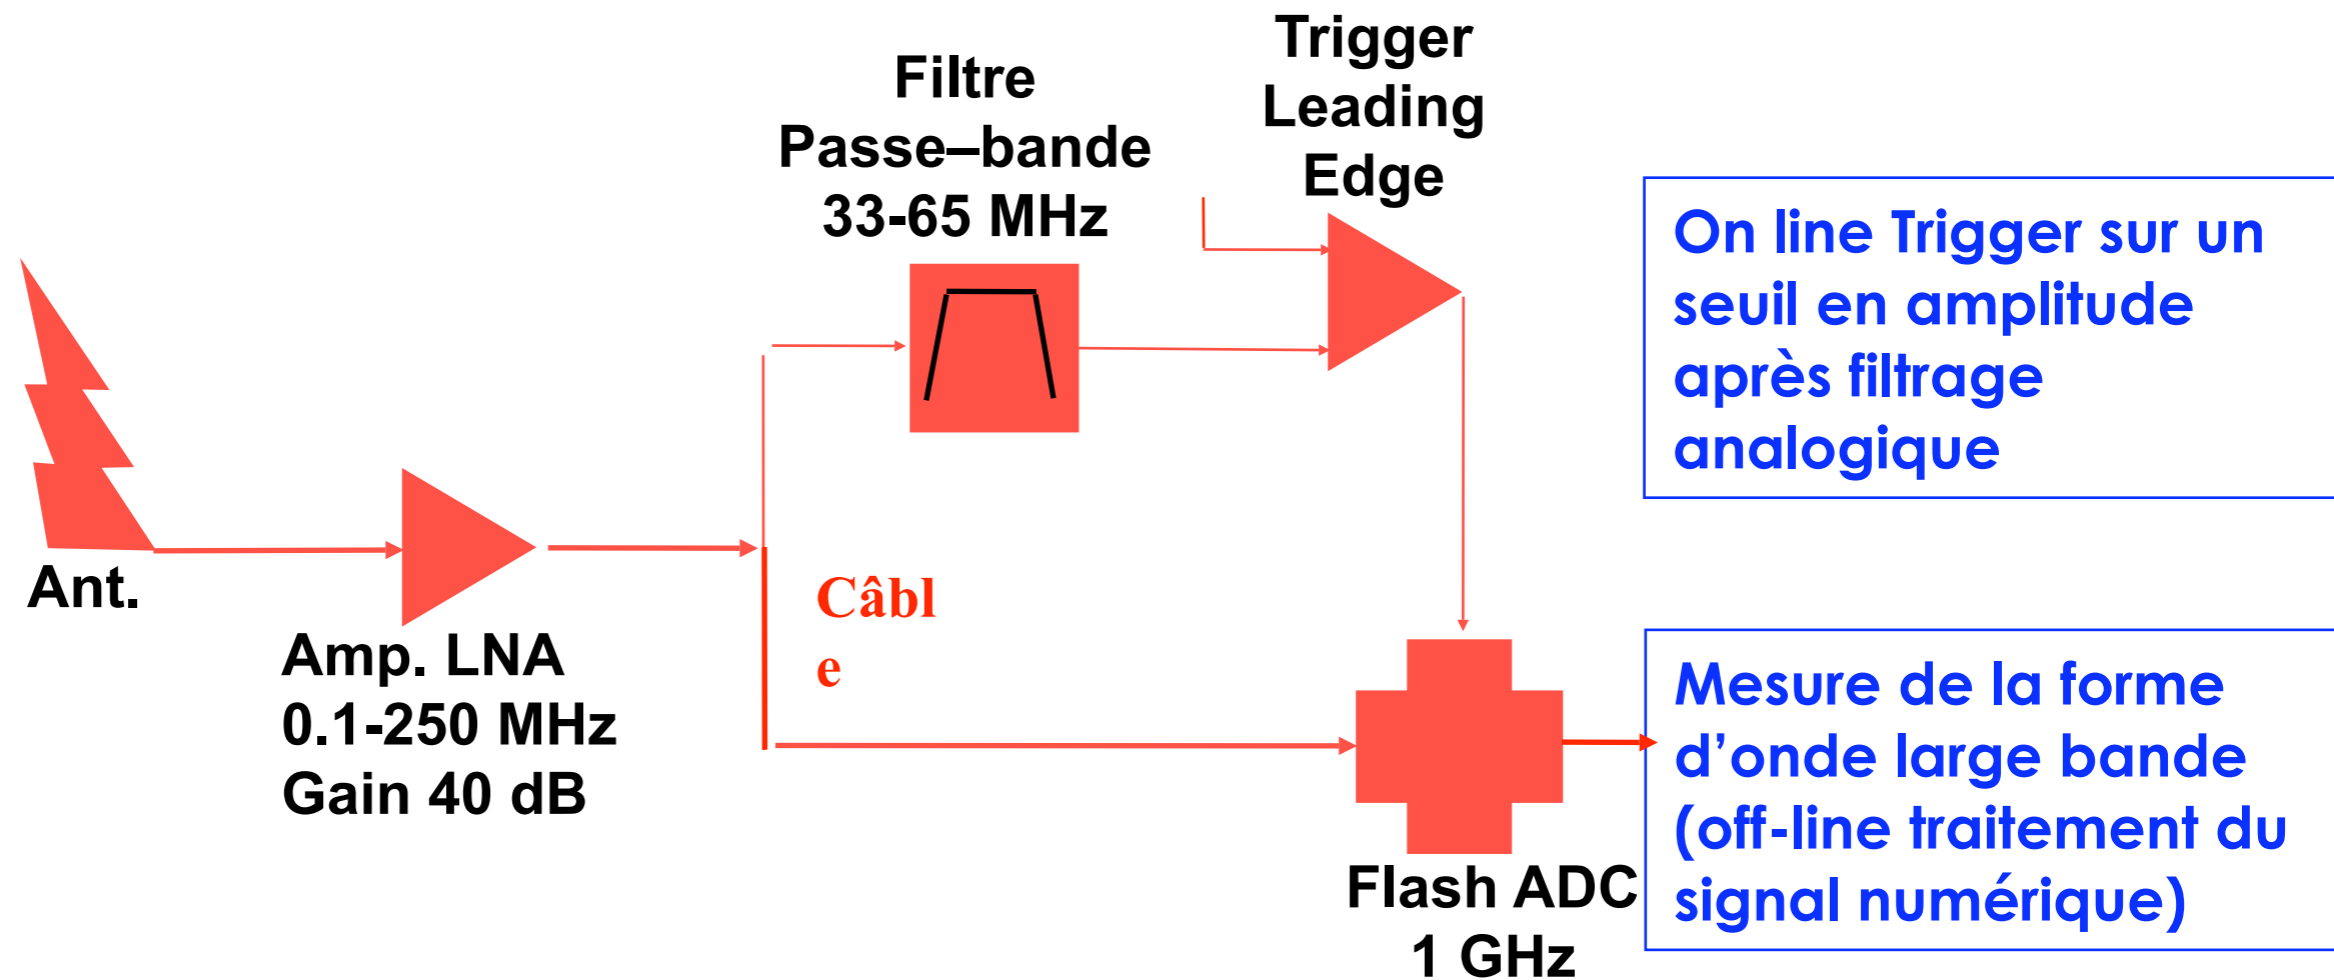 Trigger
Leading
Edge
Filtre
Passe–bande
33-65 MHz
On line Trigger sur un
seuil en amplitude
après filtrage
analogique
Ant.
Câbl
e
Amp. LNA
0.1-250 MHz
Gain 40 dB
Mesure de la forme
d’onde large bande
(off-line traitement du
signal numérique)
Flash ADC
1 GHz